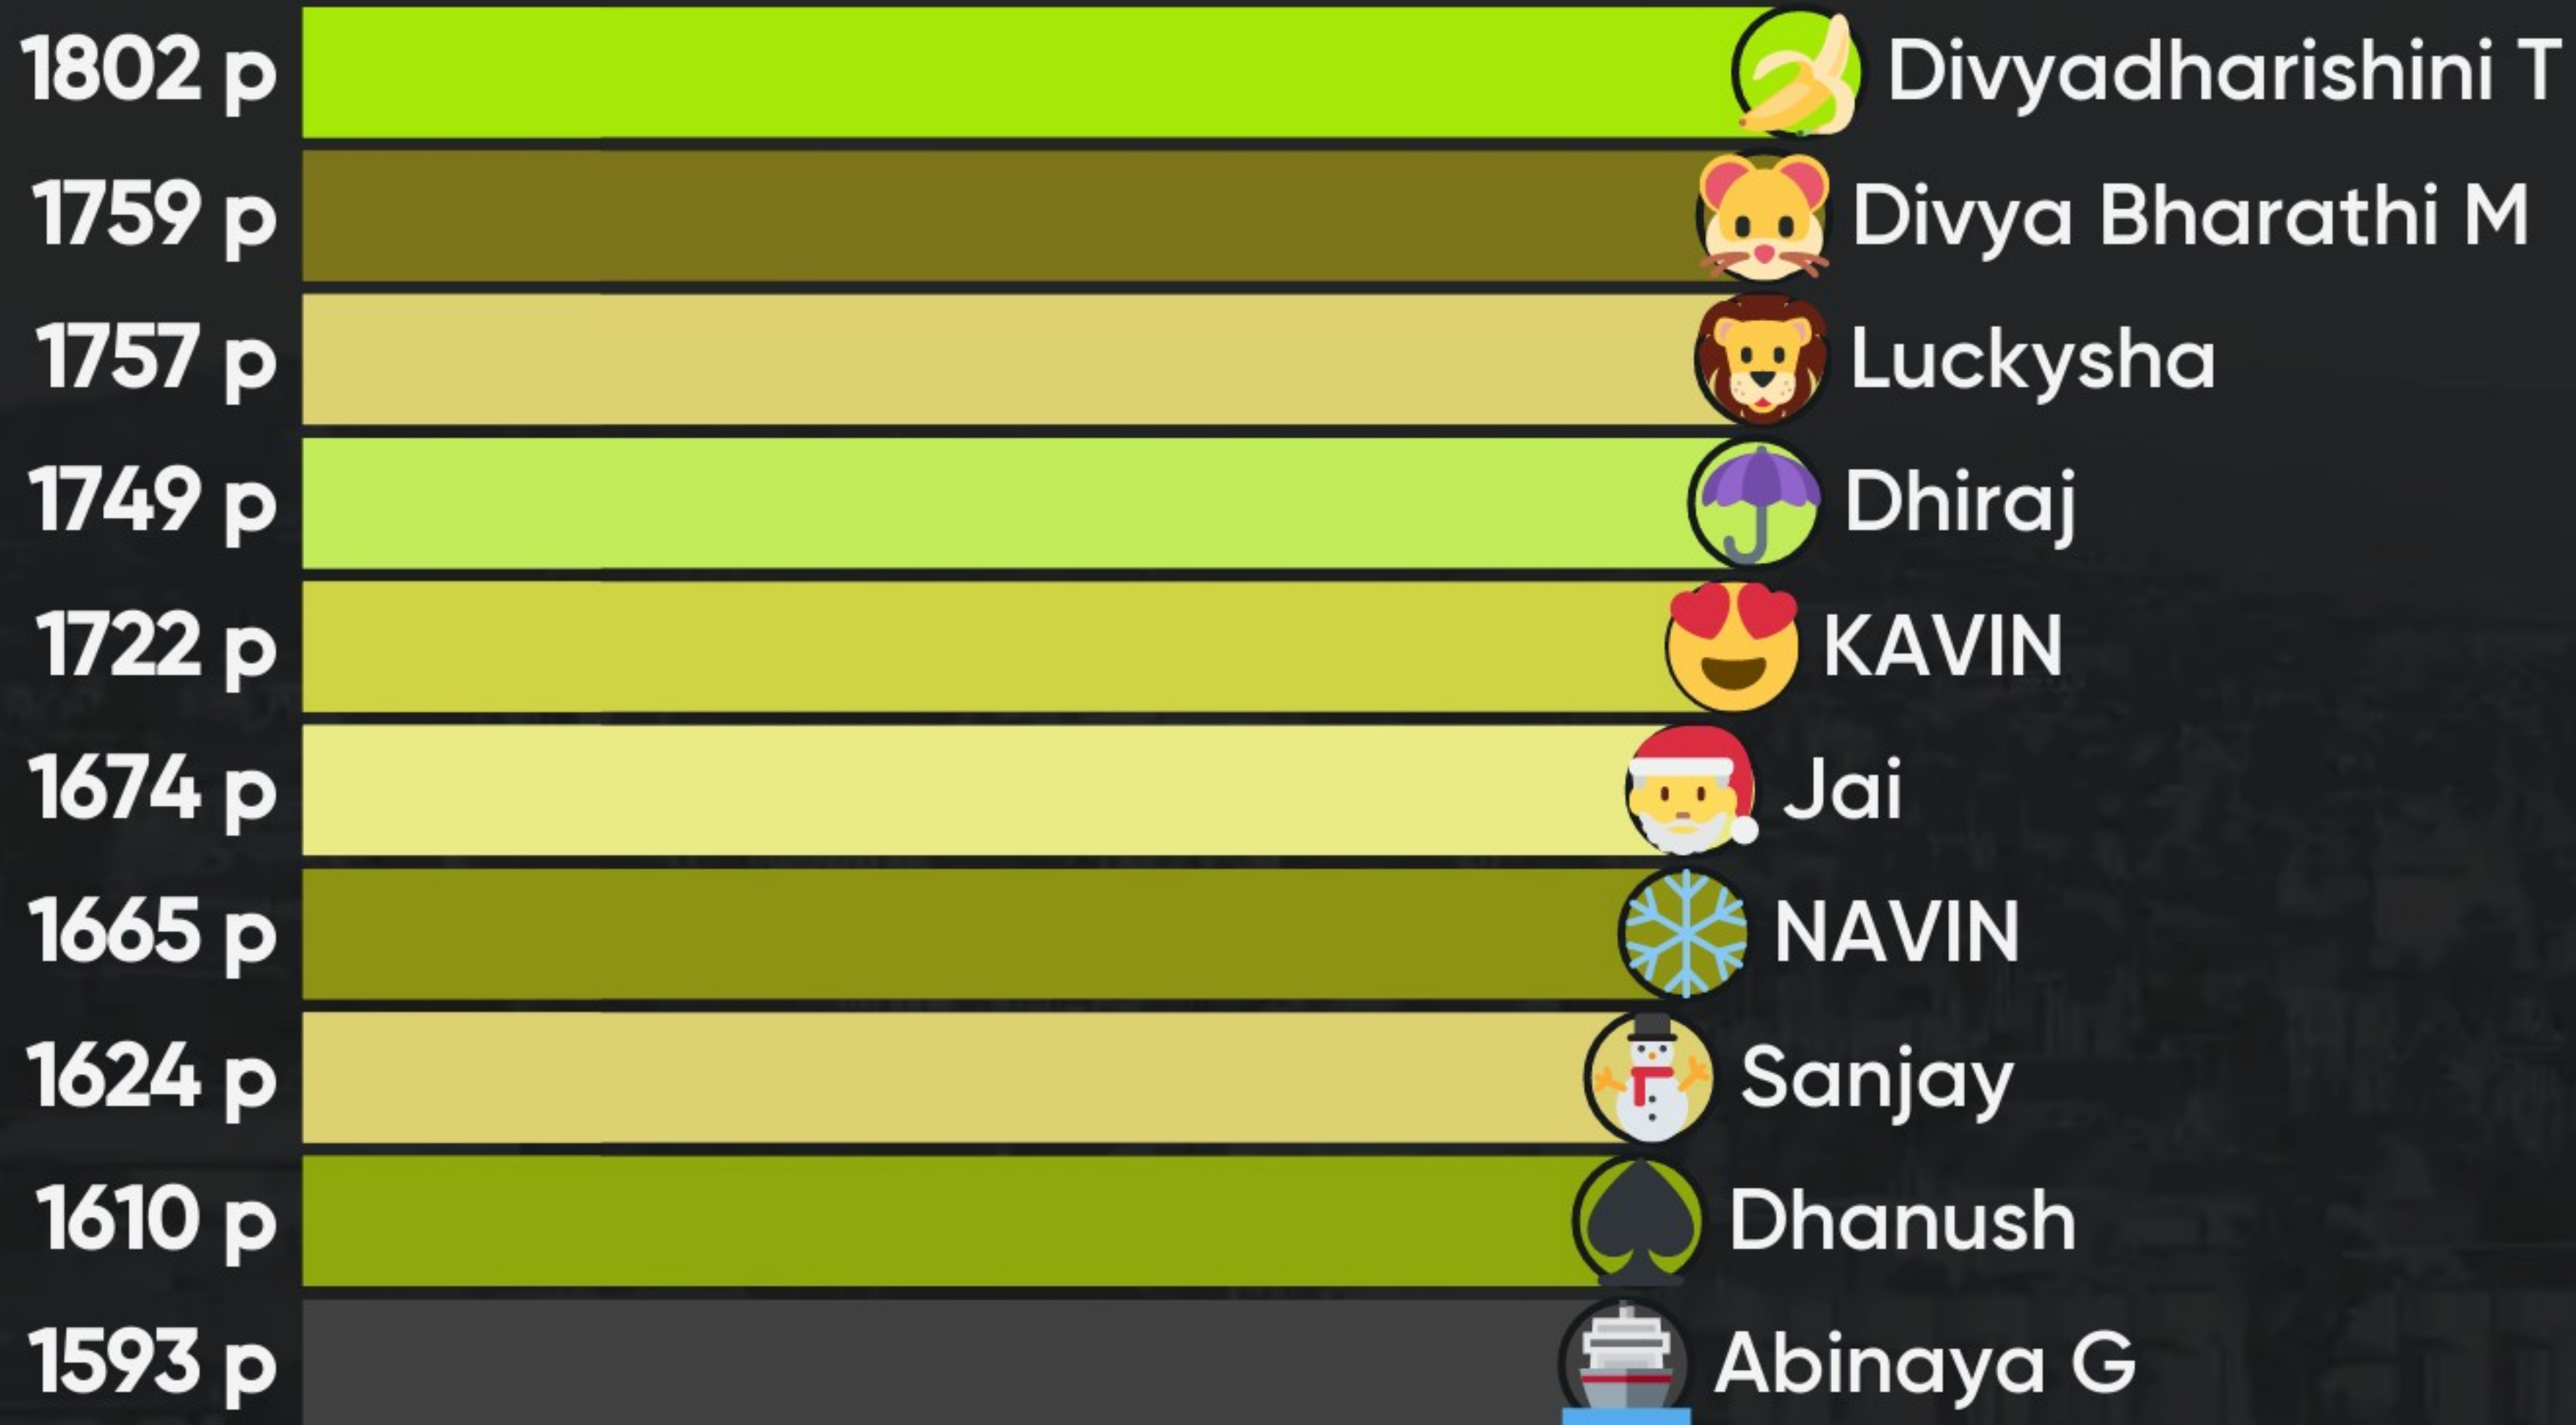 1802 p Divyadharishini T
1759 p Divya Bharathi M
1757 p Luckysha
1749 p Dhiraj
1722 p KAVIN
1674 p Jai
1665 p NAVIN
1624 p Sanjay
1610 p Dhanush
1593 p Abinaya G